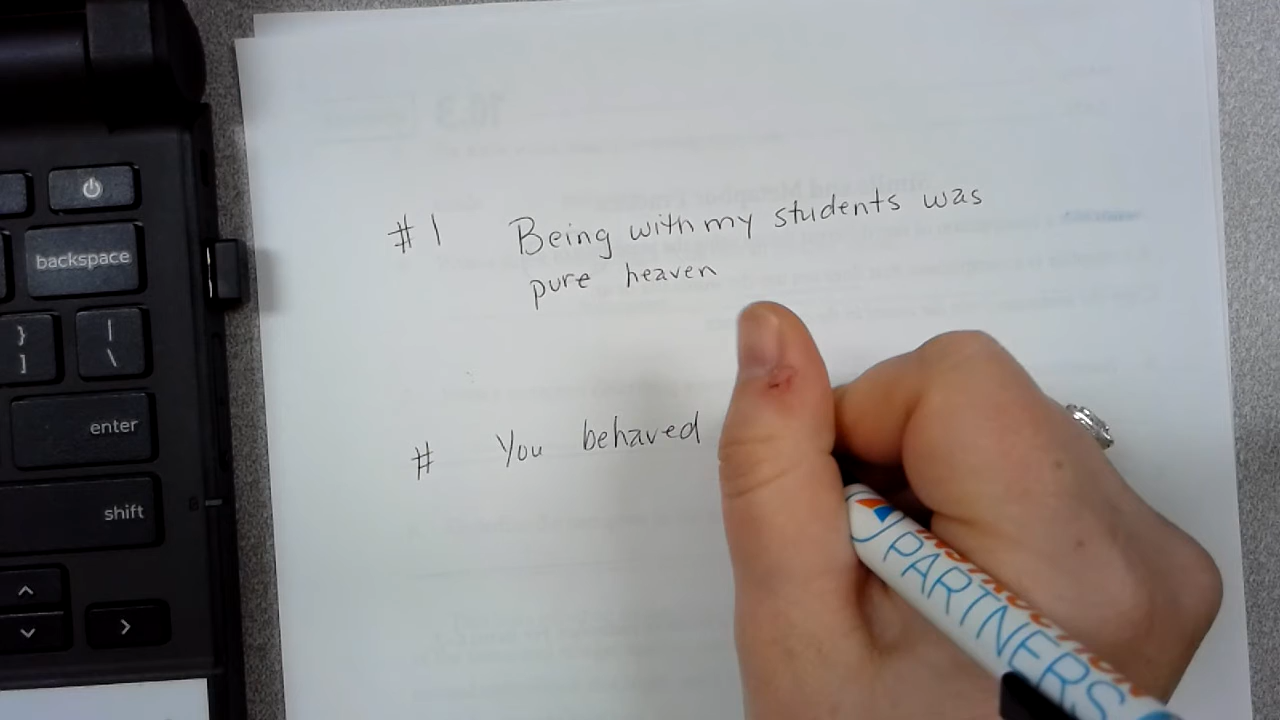 #1 Being with my students was
pure heaven
# You behaved
backspace
}
]
|
\
enter
shift
PARTNERS